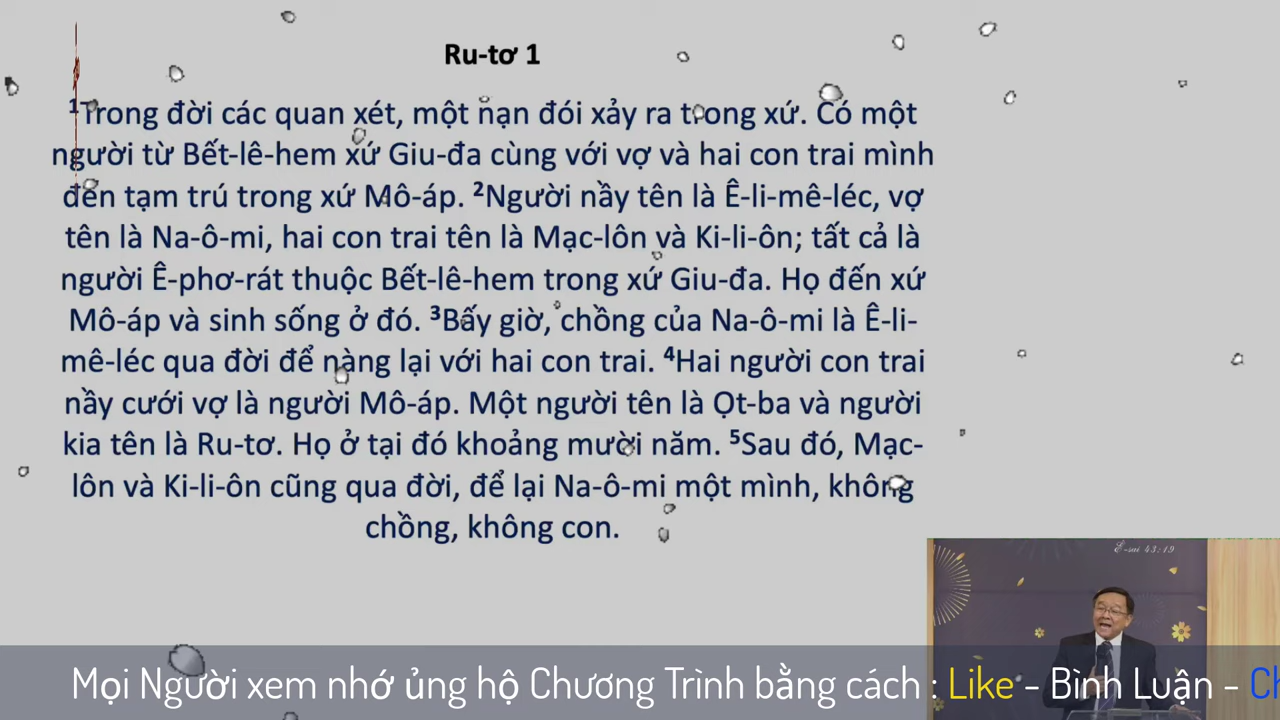 Ru-tơ 1
¹Trong đời các quan xét, một nạn đói xảy ra trong xứ. Có một
người từ Bết-lê-hem xứ Giu-đa cùng với vợ và hai con trai mình
đến tạm trú trong xứ Mô-áp. ²Người nầy tên là Ê-li-mê-léc, vợ
tên là Na-ô-mi, hai con trai tên là Mạc-lôn và Ki-li-ôn; tất cả là
người Ê-phơ-rát thuộc Bết-lê-hem trong xứ Giu-đa. Họ đến xứ
Mô-áp và sinh sống ở đó. ³Bấy giờ, chồng của Na-ô-mi là Ê-li-
mê-léc qua đời để nàng lại với hai con trai. ⁴Hai người con trai
nầy cưới vợ là người Mô-áp. Một người tên là Ọt-ba và người
kia tên là Ru-tơ. Họ ở tại đó khoảng mười năm. ⁵Sau đó, Mạc-
lôn và Ki-li-ôn cũng qua đời, để lại Na-ô-mi một mình, không
chồng, không con.
Ê-sai 43:19
Mọi Người xem nhớ ủng hộ Chương Trình bằng cách : Like - Bình Luận - Ch